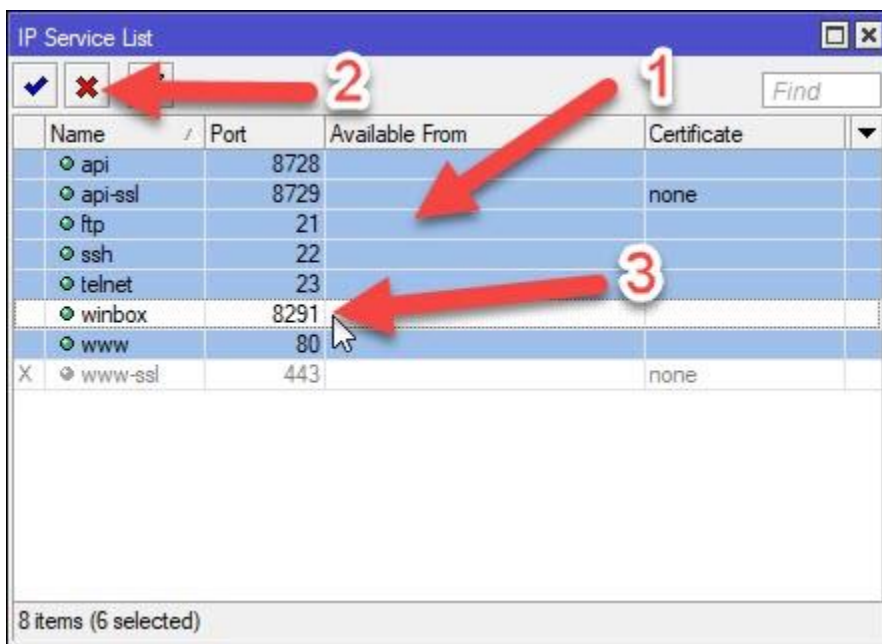 IP Service List
2
1
Find
Name Port Available From Certificate
api 8728
api-ssl 8729 none
ftp 21
ssh 22
telnet 23
3
winbox 8291
www 80
X www-ssl 443 none
8 items (6 selected)